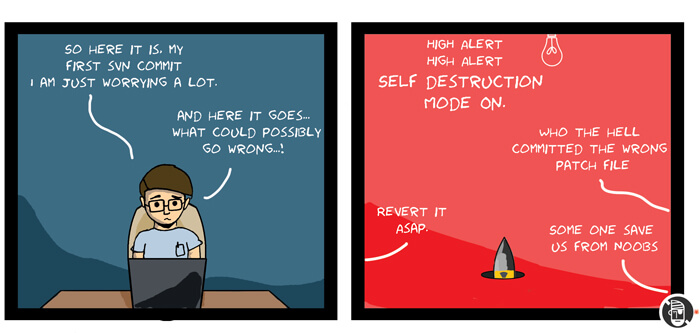 SO HERE IT IS. MY
FIRST SVN COMMIT
I AM JUST WORRYING A LOT.
AND HERE IT GOES...
WHAT COULD POSSIBLY
GO WRONG...!
HIGH ALERT
HIGH ALERT
SELF DESTRUCTION
MODE ON.
WHO THE HELL
COMMITTED THE WRONG
PATCH FILE
REVERT IT
ASAP.
SOME ONE SAVE
US FROM NOOBS